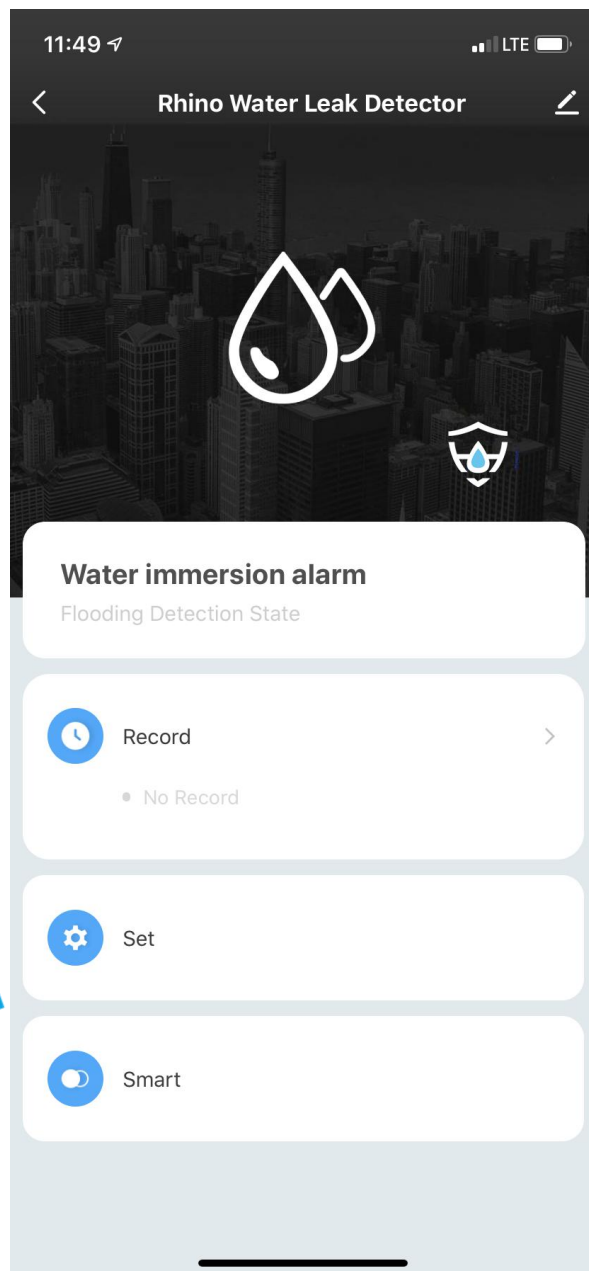 11:49
LTE
Rhino Water Leak Detector
Water immersion alarm
Flooding Detection State
Record
No Record
Set
Smart